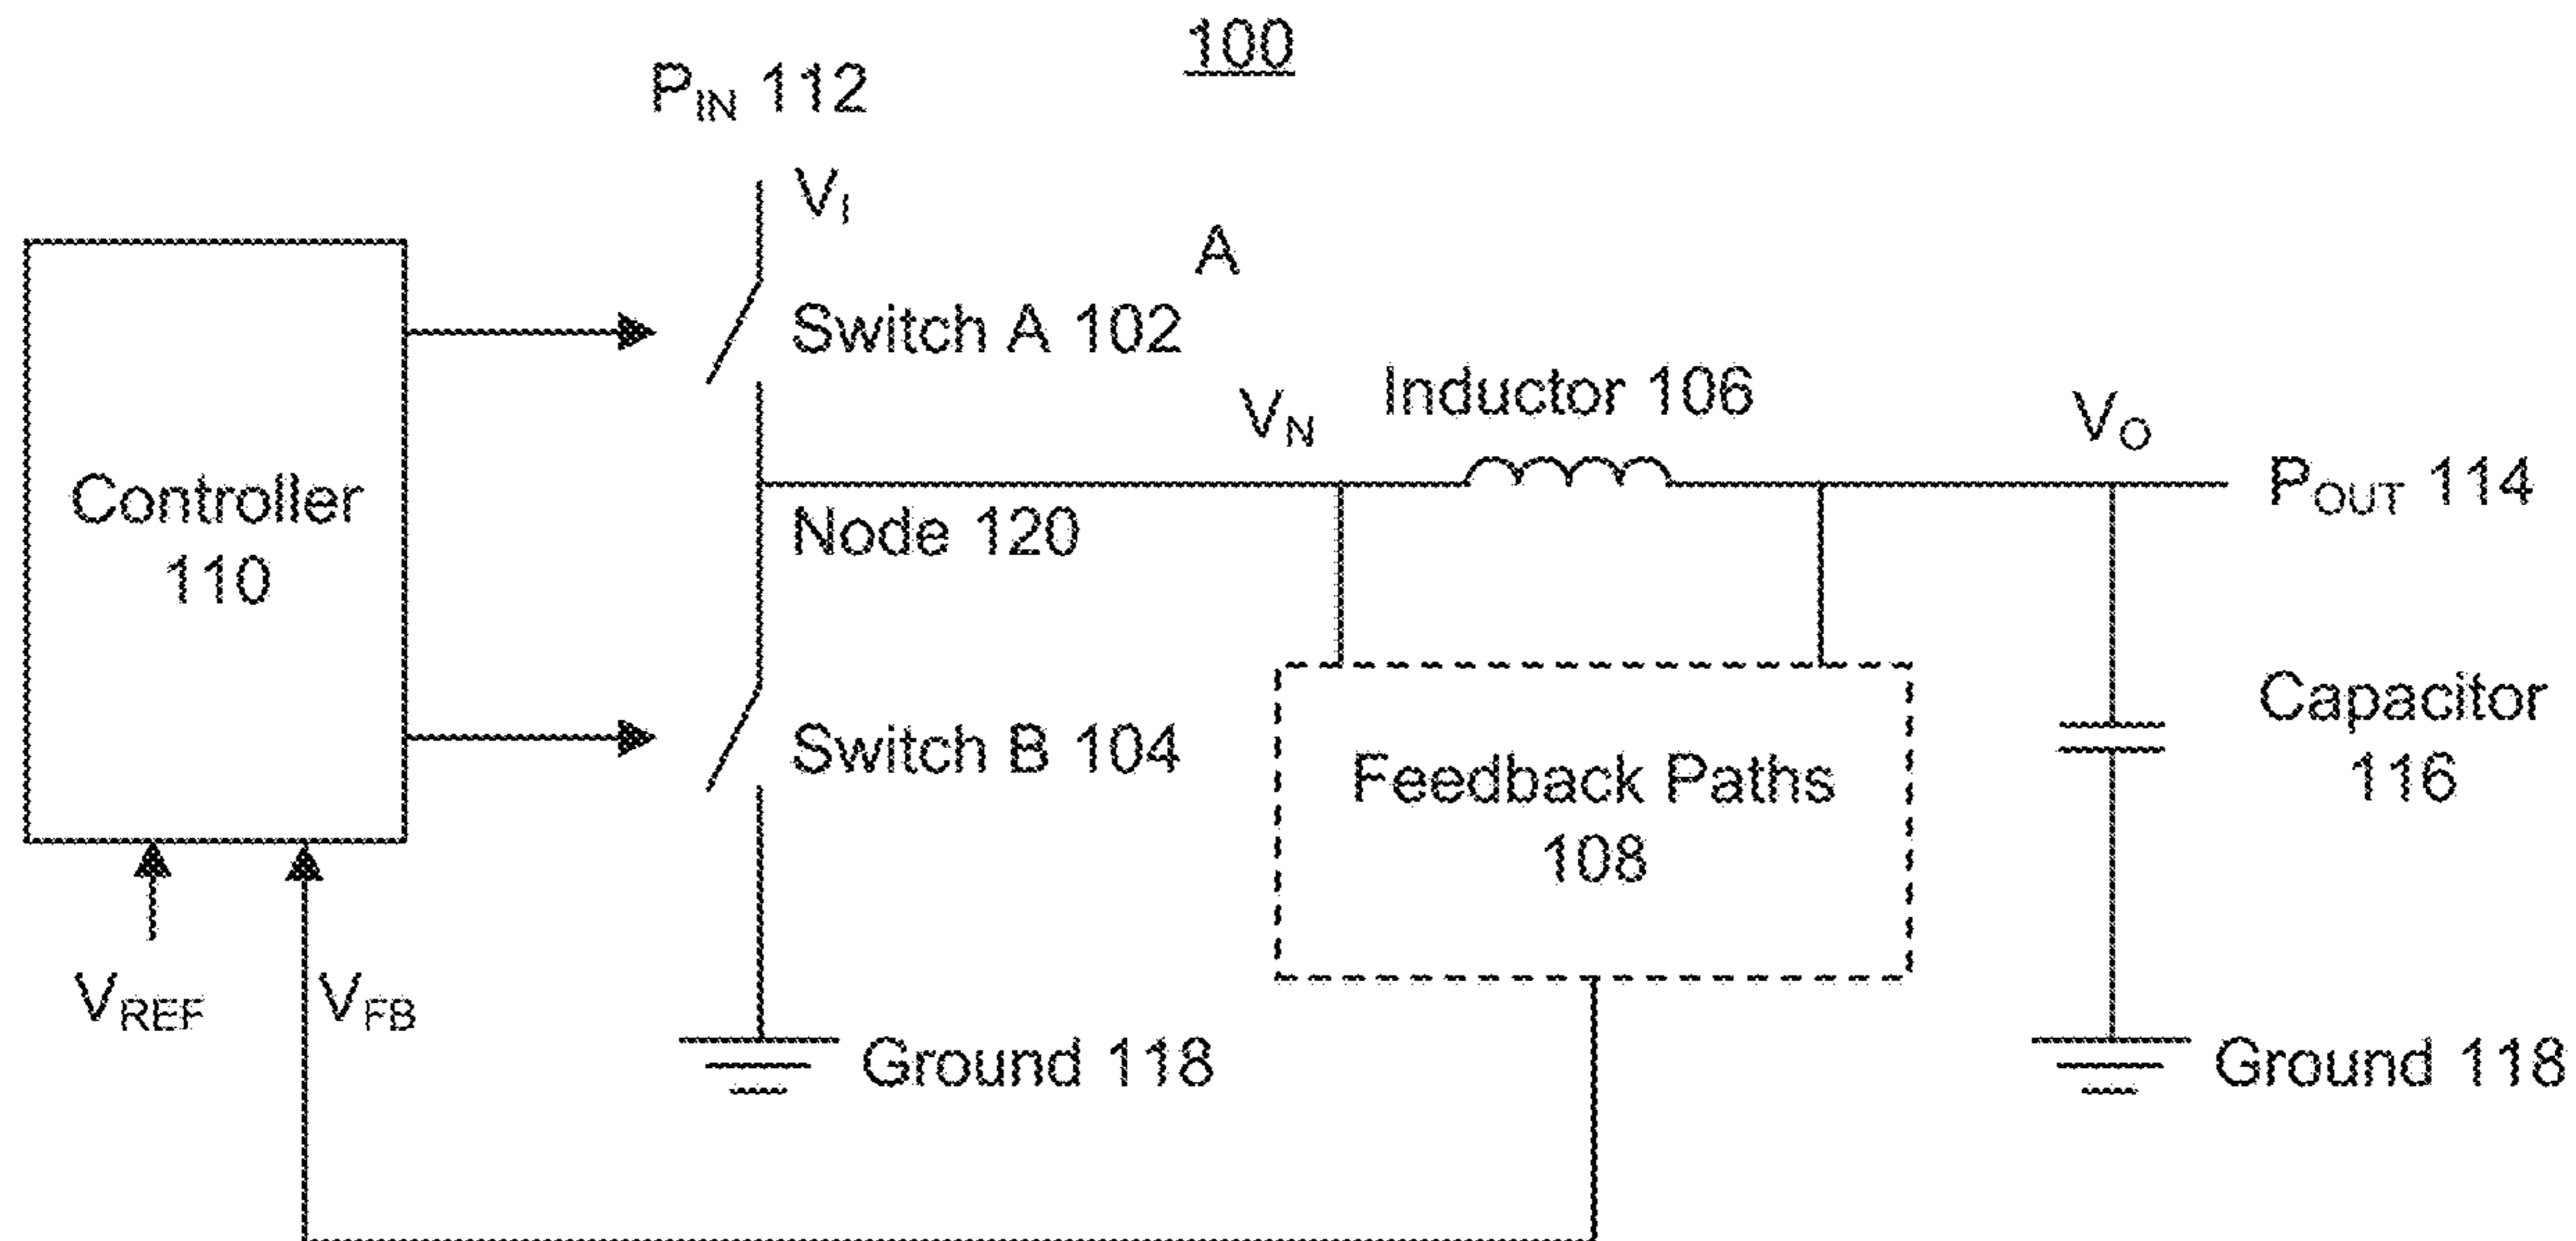 100
PIN 112
VI
A
Switch A 102
Inductor 106
VN
VO
Controller
110
POUT 114
Node 120
Capacitor
116
Switch B 104
Feedback Paths
108
VREF
VFB
Ground 118
Ground 118